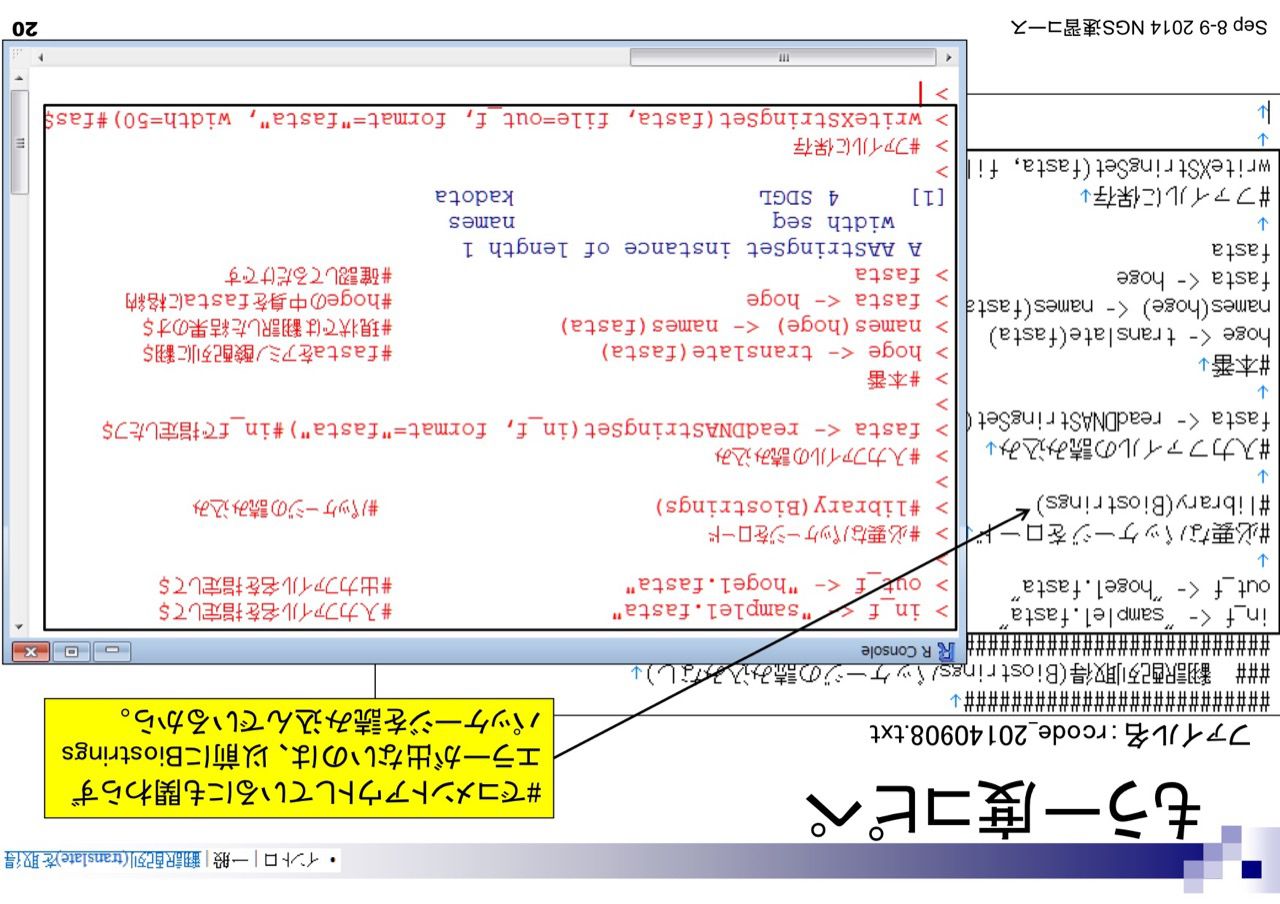 ・イントロ | 一般 | 翻訳配列(translate)を取得
もう一度コピペ
#でコメントアウトしているにも関わらず
エラーが出ないのは、以前にBiostrings
パッケージを読み込んでいるから。
ファイル名:rcode_20140908.txt
###########################↓
### 翻訳配列取得(Biostringsパッケージの読み込みなし)↓
###########################
in_f <- "sample1.fasta"
out_f <- "hoge1.fasta"
↓
#必要なパッケージをロード↓
#library(Biostrings)
↓
#入力ファイルの読み込み↓
fasta <- readDNAStringSet(
↓
#本番↓
hoge <- translate(fasta)
names(hoge) <- names(fasta
fasta <- hoge
fasta
↓
#ファイルに保存↓
writeXStringSet(fasta, fil
↓
↓
R Console
> in_f <- "sample1.fasta" #入力ファイル名を指定して$
> out_f <- "hoge1.fasta" #出力ファイル名を指定して$
>
> #必要なパッケージをロード
> #library(Biostrings) #パッケージの読み込み
>
> #入力ファイルの読み込み
> fasta <- readDNAStringSet(in_f, format="fasta")#in_fで指定したフ$
>
> #本番
> hoge <- translate(fasta) #fastaをアミノ酸配列に翻$
> names(hoge) <- names(fasta) #現状では翻訳した結果のオ$
> fasta <- hoge #hogeの中身をfastaに格納
> fasta #確認してるだけです
A AAStringSet instance of length 1
width seq names
[1] 4 SDGL kadota
>
> #ファイルに保存
> writeXStringSet(fasta, file=out_f, format="fasta", width=50)#fas$
>
Sep 8-9 2014 NGS速習コース
20